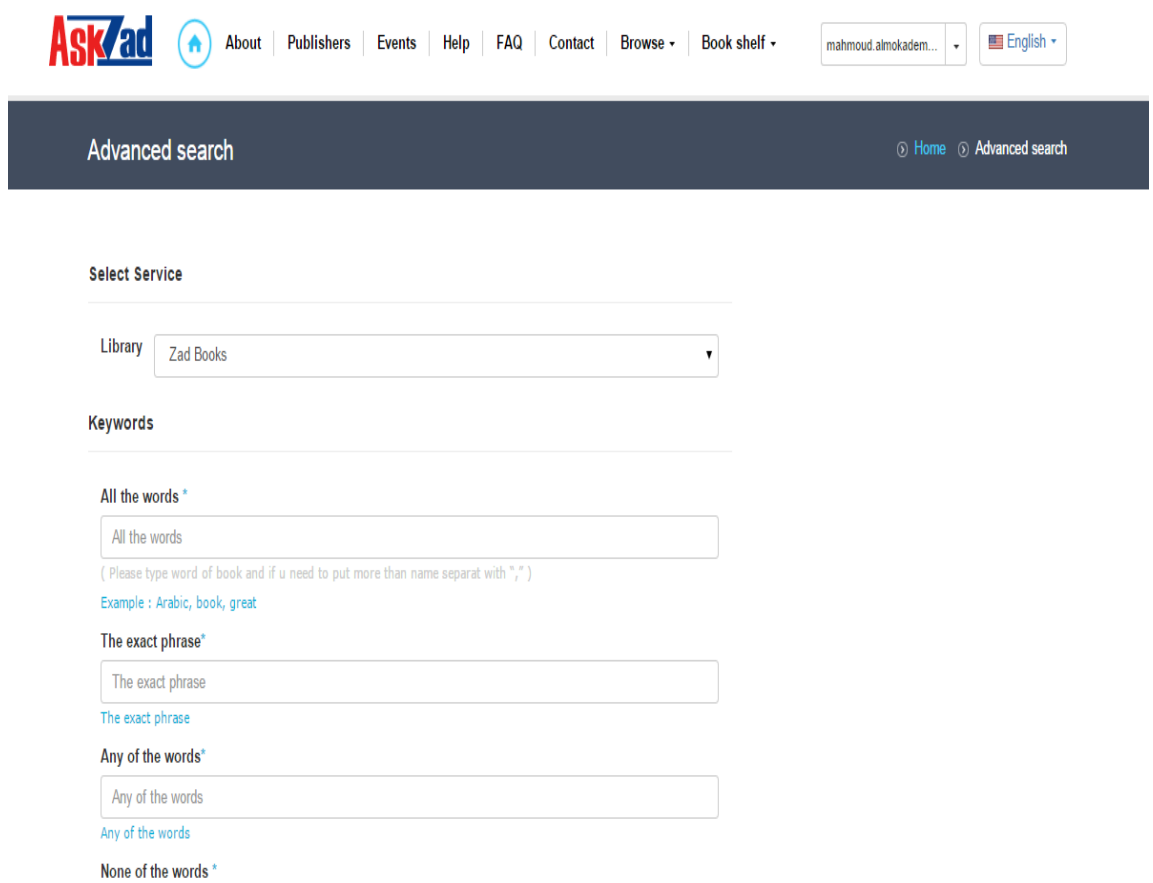 AskZad
About Publishers Events Help FAQ Contact Browse Book shelf mahmoud.almokadem... English
Advanced search
Home Advanced search
Select Service
Library Zad Books
Keywords
All the words *
All the words
( Please type word of book and if u need to put more than name separat with "," )
Example : Arabic, book, great
The exact phrase*
The exact phrase
The exact phrase
Any of the words*
Any of the words
Any of the words
None of the words *